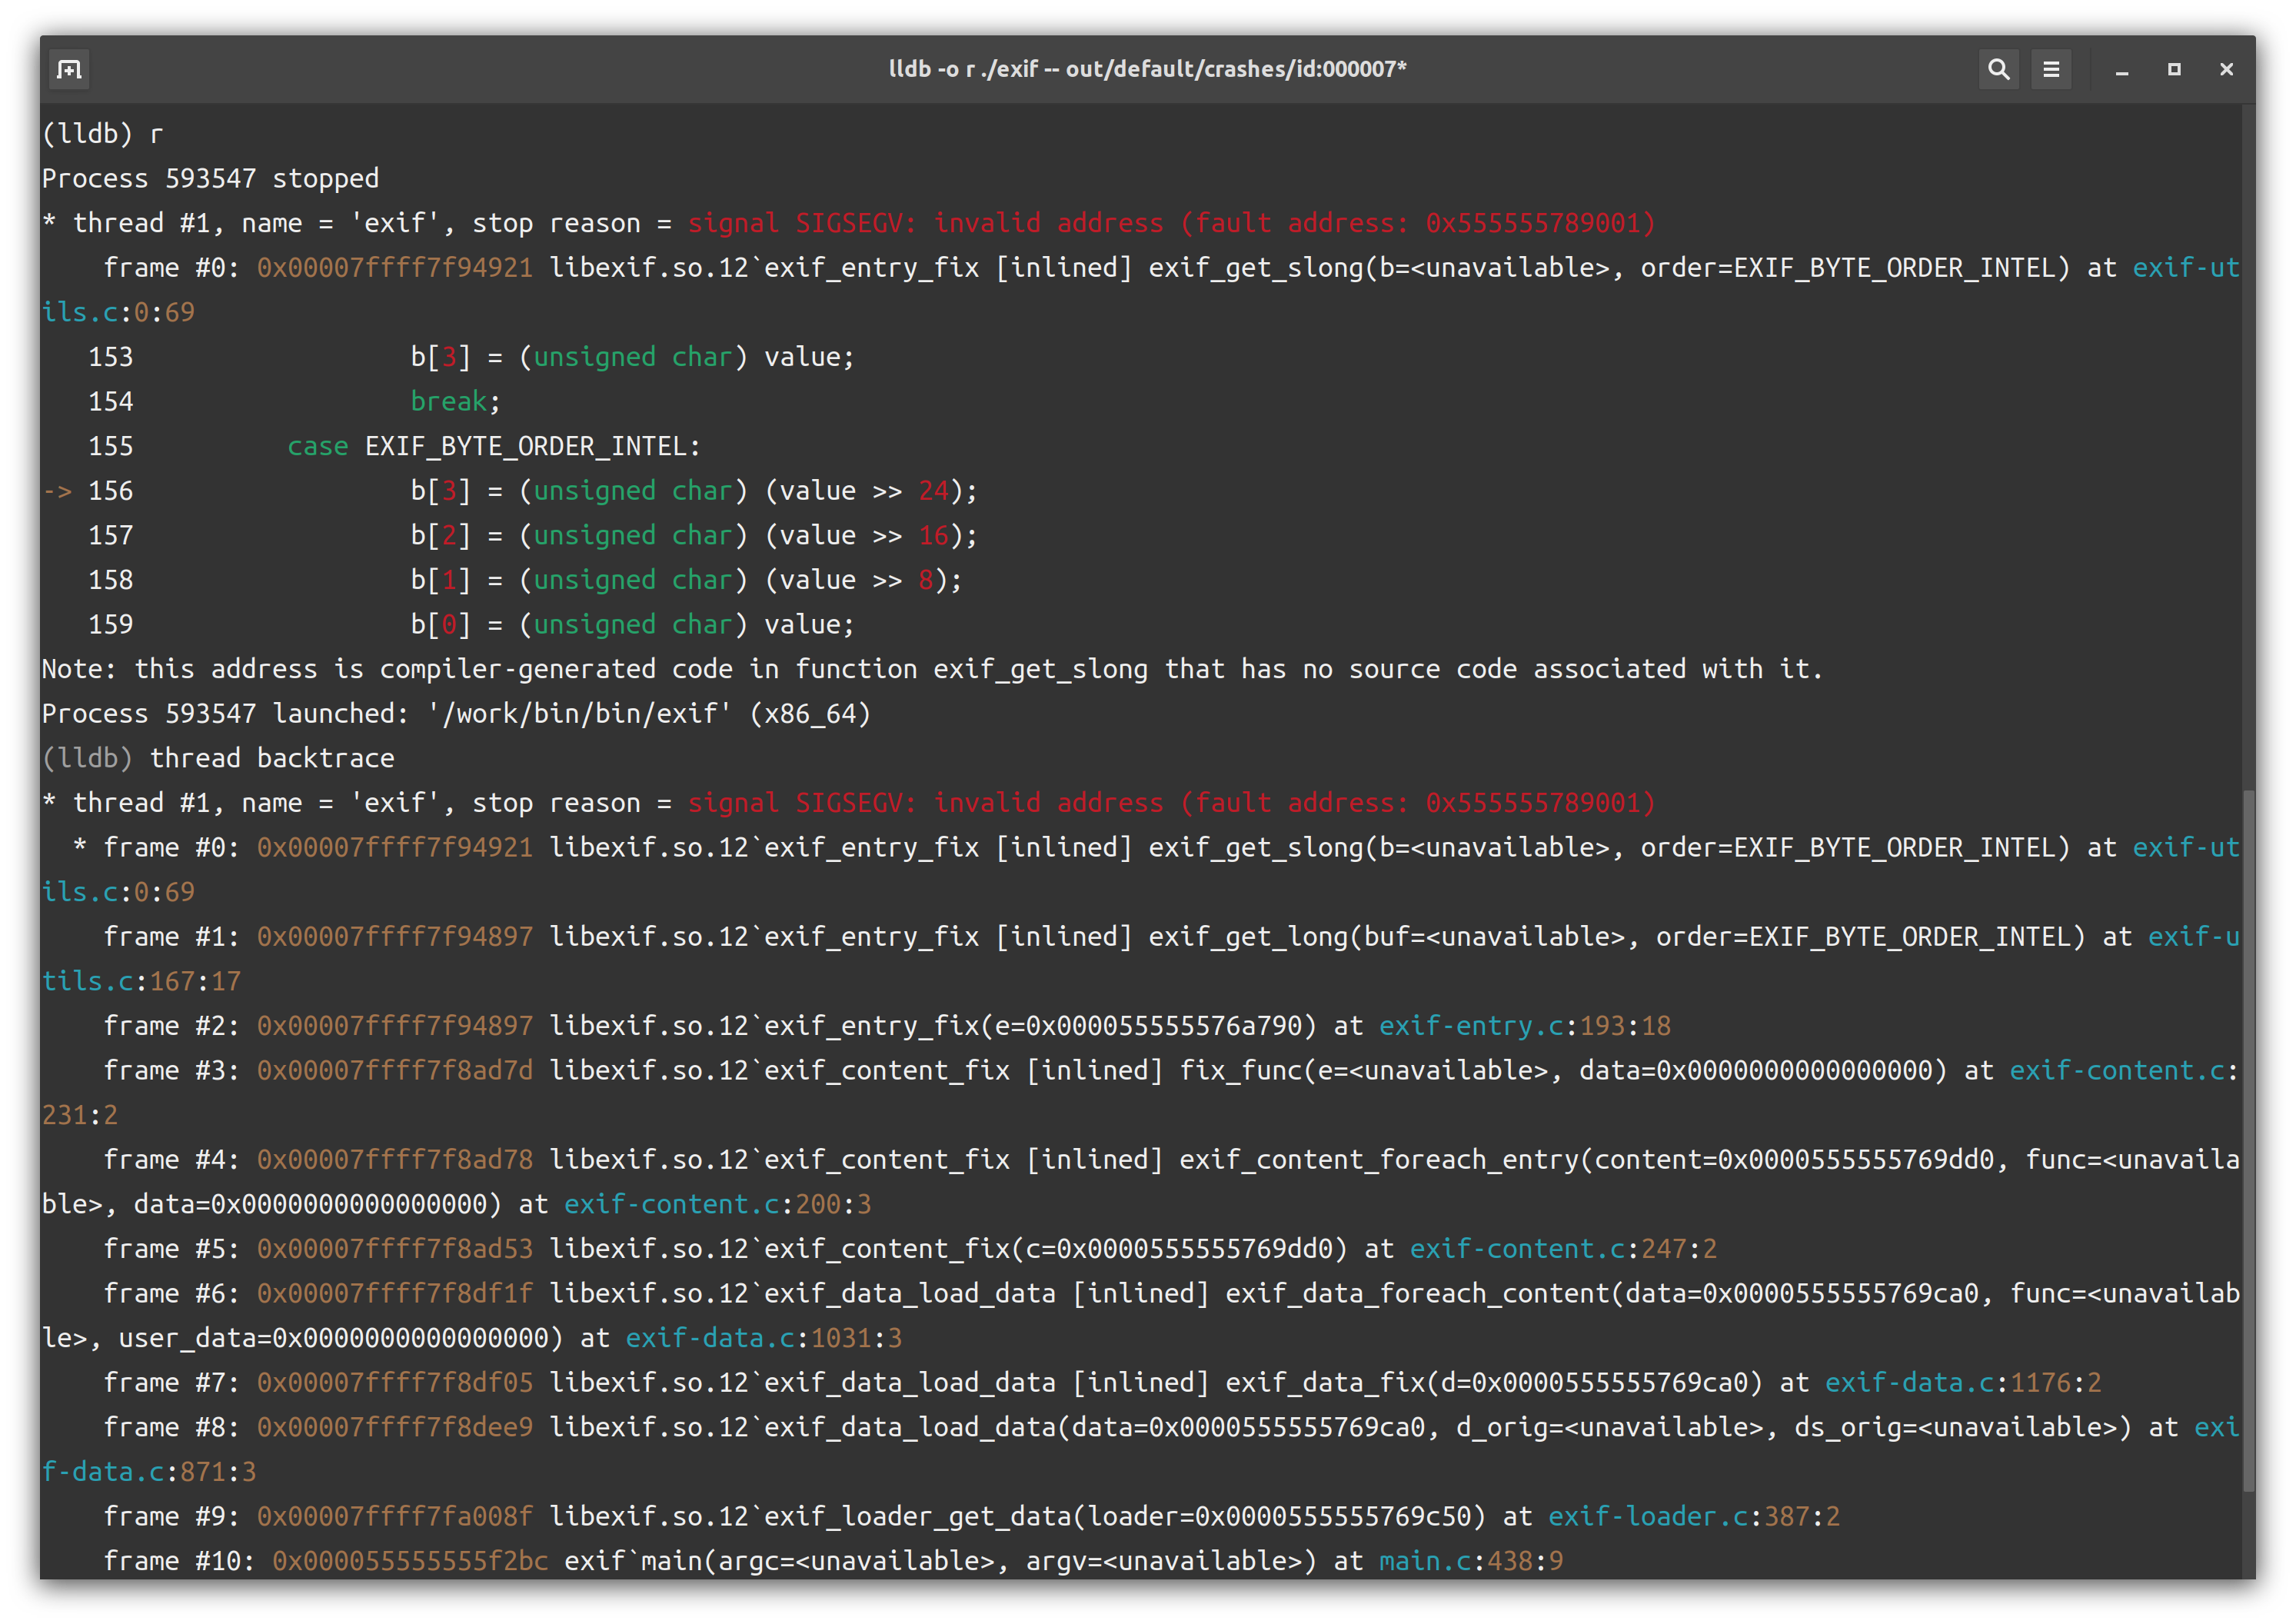 lldb -o r ./exif -- out/default/crashes/id:000007*
(lldb) r
Process 593547 stopped
* thread #1, name = 'exif', stop reason = signal SIGSEGV: invalid address (fault address: 0x555555789001)
    frame #0: 0x00007ffff7f94921 libexif.so.12`exif_entry_fix [inlined] exif_get_slong(b=<unavailable>, order=EXIF_BYTE_ORDER_INTEL) at exif-ut
ils.c:0:69
   153                  b[3] = (unsigned char) value;
   154                  break;
   155          case EXIF_BYTE_ORDER_INTEL:
-> 156                  b[3] = (unsigned char) (value >> 24);
   157                  b[2] = (unsigned char) (value >> 16);
   158                  b[1] = (unsigned char) (value >> 8);
   159                  b[0] = (unsigned char) value;
Note: this address is compiler-generated code in function exif_get_slong that has no source code associated with it.
Process 593547 launched: '/work/bin/bin/exif' (x86_64)
(lldb) thread backtrace
* thread #1, name = 'exif', stop reason = signal SIGSEGV: invalid address (fault address: 0x555555789001)
  * frame #0: 0x00007ffff7f94921 libexif.so.12`exif_entry_fix [inlined] exif_get_slong(b=<unavailable>, order=EXIF_BYTE_ORDER_INTEL) at exif-ut
ils.c:0:69
    frame #1: 0x00007ffff7f94897 libexif.so.12`exif_entry_fix [inlined] exif_get_long(buf=<unavailable>, order=EXIF_BYTE_ORDER_INTEL) at exif-u
tils.c:167:17
    frame #2: 0x00007ffff7f94897 libexif.so.12`exif_entry_fix(e=0x000055555576a790) at exif-entry.c:193:18
    frame #3: 0x00007ffff7f8ad7d libexif.so.12`exif_content_fix [inlined] fix_func(e=<unavailable>, data=0x0000000000000000) at exif-content.c:
231:2
    frame #4: 0x00007ffff7f8ad78 libexif.so.12`exif_content_fix [inlined] exif_content_foreach_entry(content=0x0000555555769dd0, func=<unavaila
ble>, data=0x0000000000000000) at exif-content.c:200:3
    frame #5: 0x00007ffff7f8ad53 libexif.so.12`exif_content_fix(c=0x0000555555769dd0) at exif-content.c:247:2
    frame #6: 0x00007ffff7f8df1f libexif.so.12`exif_data_load_data [inlined] exif_data_foreach_content(data=0x0000555555769ca0, func=<unavailab
le>, user_data=0x0000000000000000) at exif-data.c:1031:3
    frame #7: 0x00007ffff7f8df05 libexif.so.12`exif_data_load_data [inlined] exif_data_fix(d=0x0000555555769ca0) at exif-data.c:1176:2
    frame #8: 0x00007ffff7f8dee9 libexif.so.12`exif_data_load_data(data=0x0000555555769ca0, d_orig=<unavailable>, ds_orig=<unavailable>) at exi
f-data.c:871:3
    frame #9: 0x00007ffff7fa008f libexif.so.12`exif_loader_get_data(loader=0x0000555555769c50) at exif-loader.c:387:2
    frame #10: 0x000055555555f2bc exif`main(argc=<unavailable>, argv=<unavailable>) at main.c:438:9